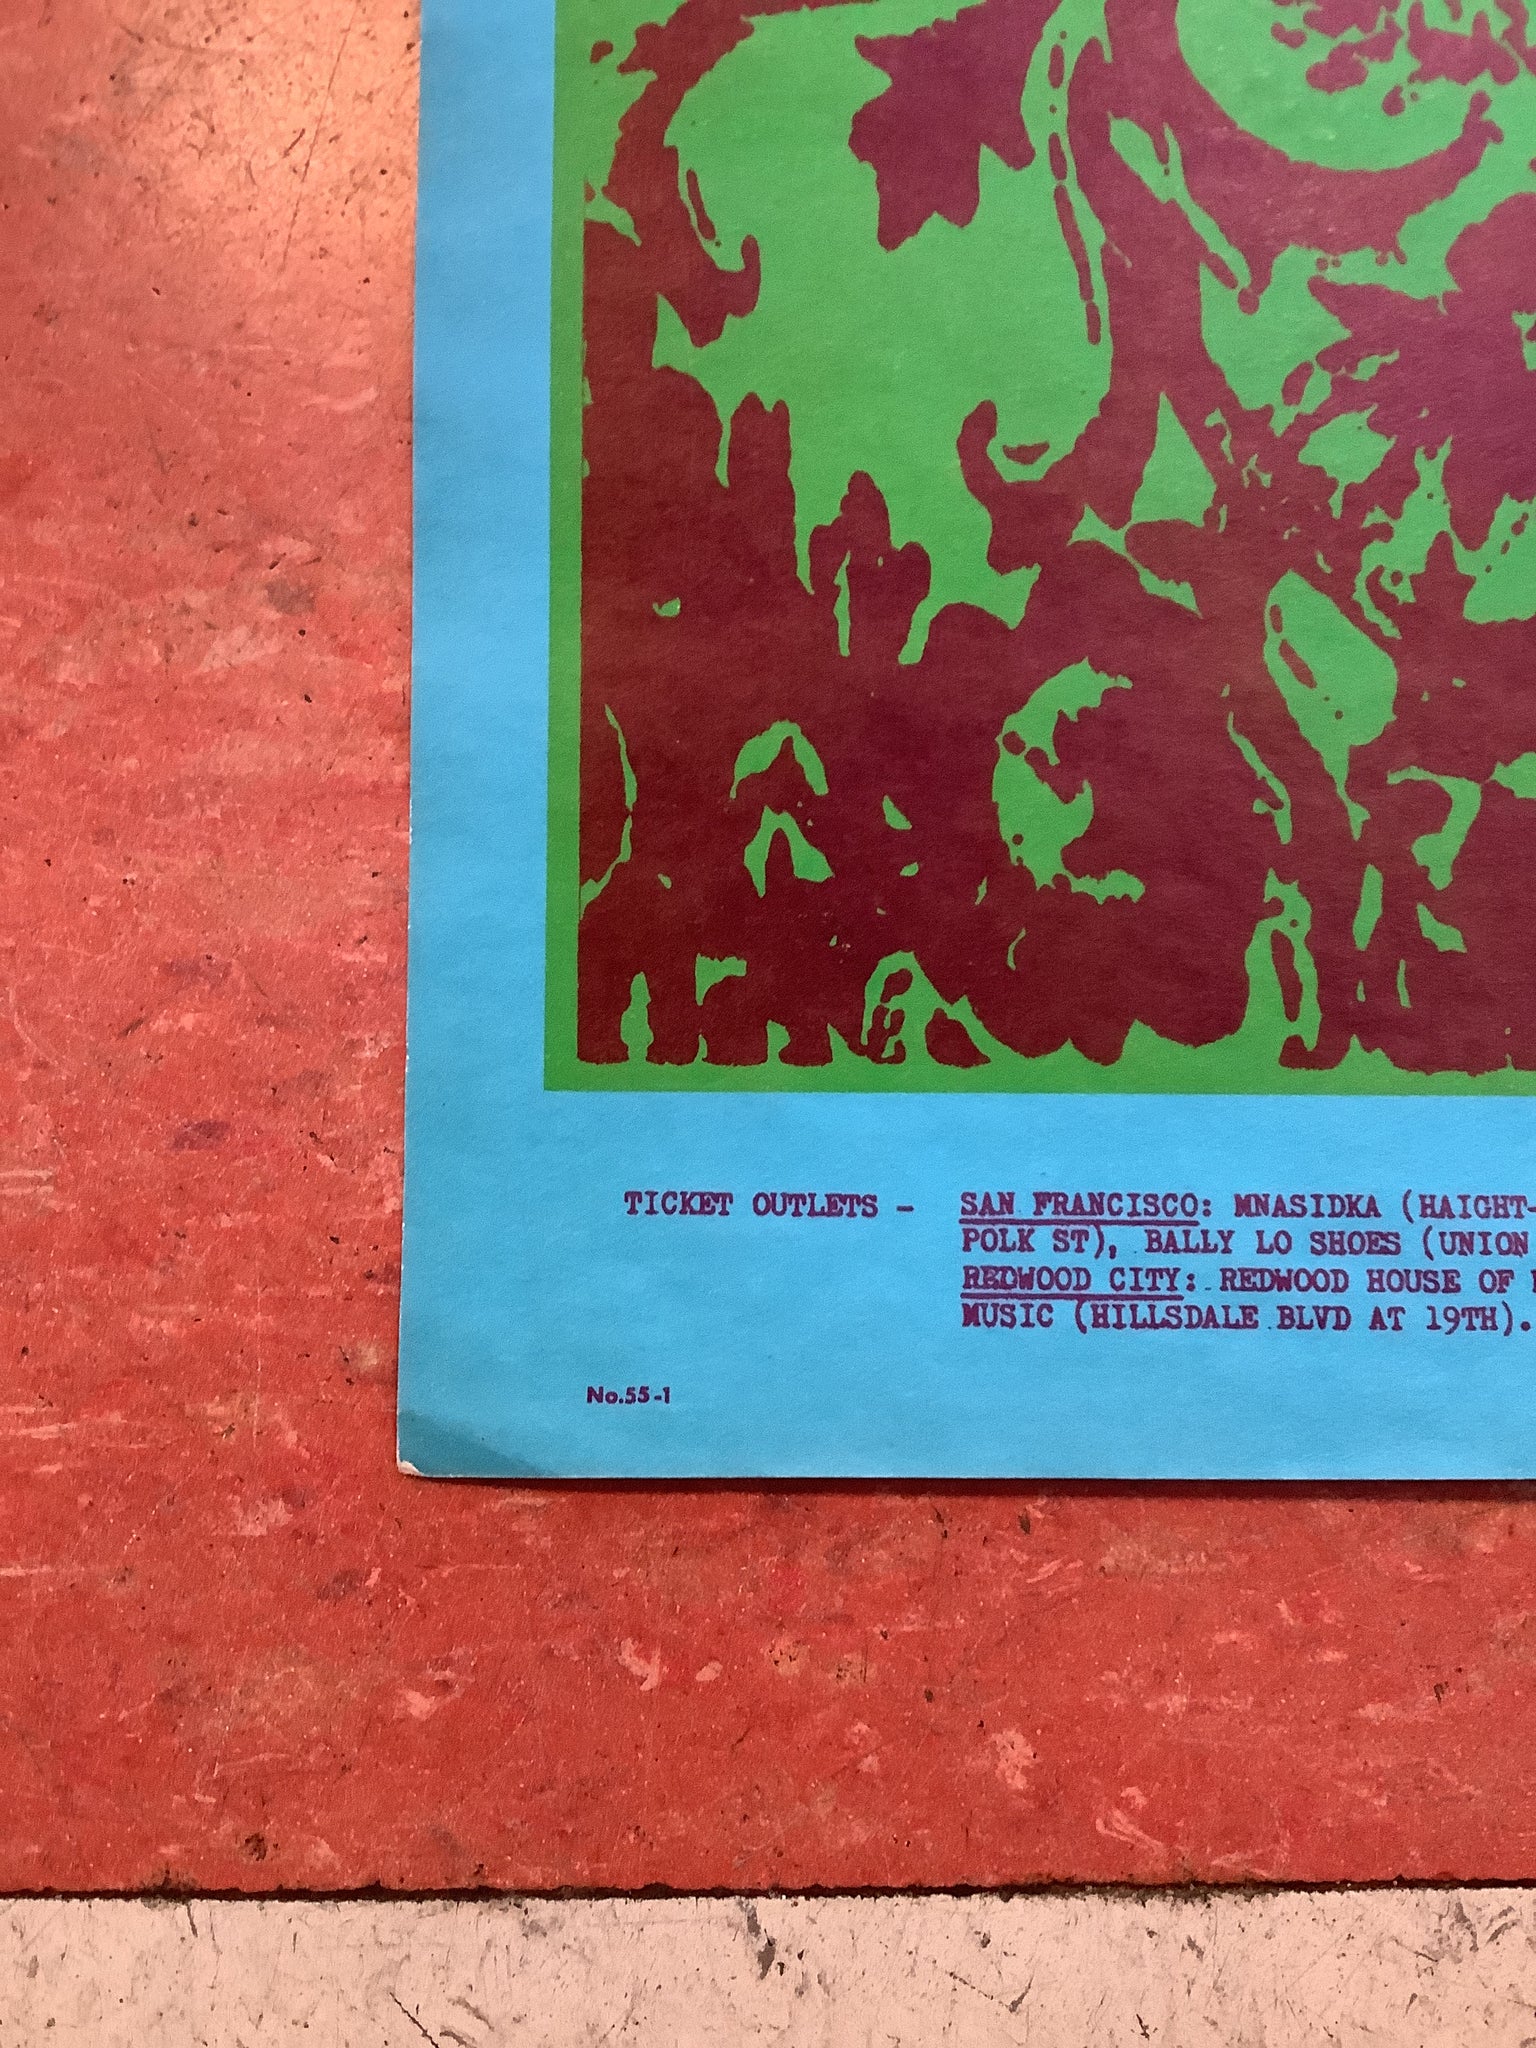 TICKET OUTLETS - SAN FRANCISCO: MNASIDKA (HAIGHT-
POLK ST), BALLY LO SHOES (UNION
REDWOOD CITY: REDWOOD HOUSE OF
MUSIC (HILLSDALE BLVD AT 19TH).
No.55-1